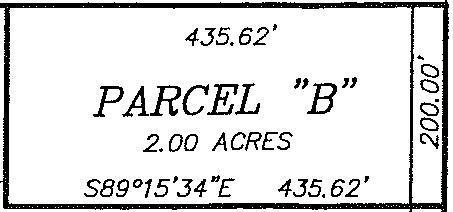 435.62'
PARCEL "B"
2.00 ACRES
S89°15'34"E 435.62'
200.00'